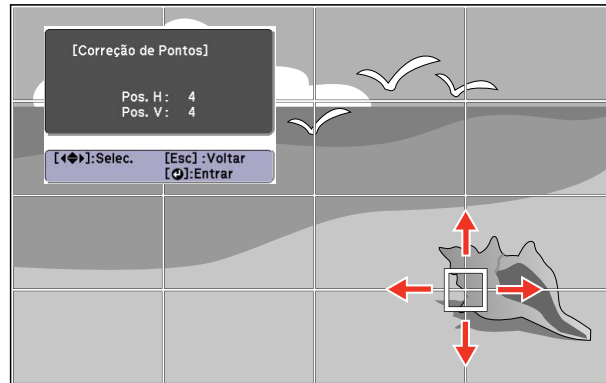 [Correção de Pontos]
Pos. H : 4
Pos. V : 4
[◀◆▶]:Selec. [Esc] :Voltar
[↵]:Entrar